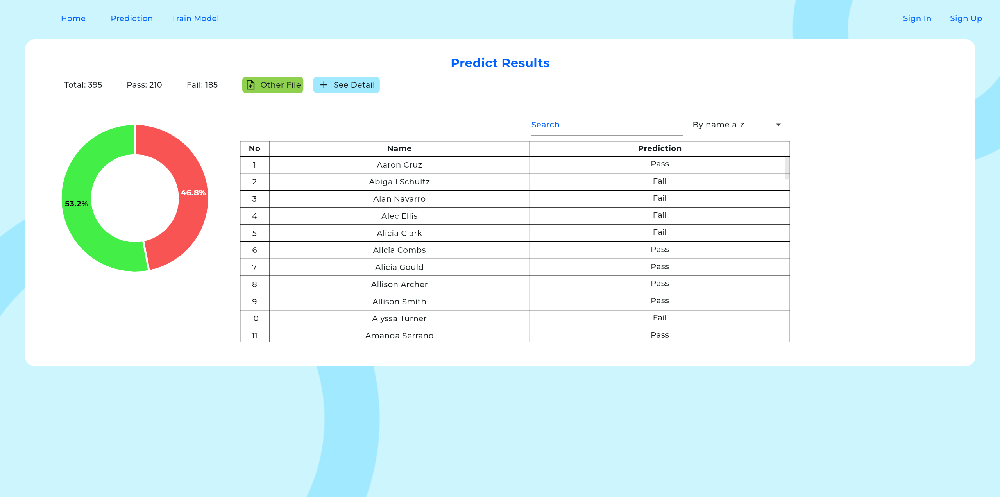 Home Prediction Train Model Sign In Sign Up
Predict Results
Total: 395 Pass: 210 Fail: 185 Other File See Detail
Search By name a-z
46.8%
53.2%
No Name Prediction
1 Aaron Cruz Pass
2 Abigail Schultz Fail
3 Alan Navarro Fail
4 Alec Ellis Fail
5 Alicia Clark Fail
6 Alicia Combs Pass
7 Alicia Gould Pass
8 Allison Archer Pass
9 Allison Smith Pass
10 Alyssa Turner Fail
11 Amanda Serrano Pass